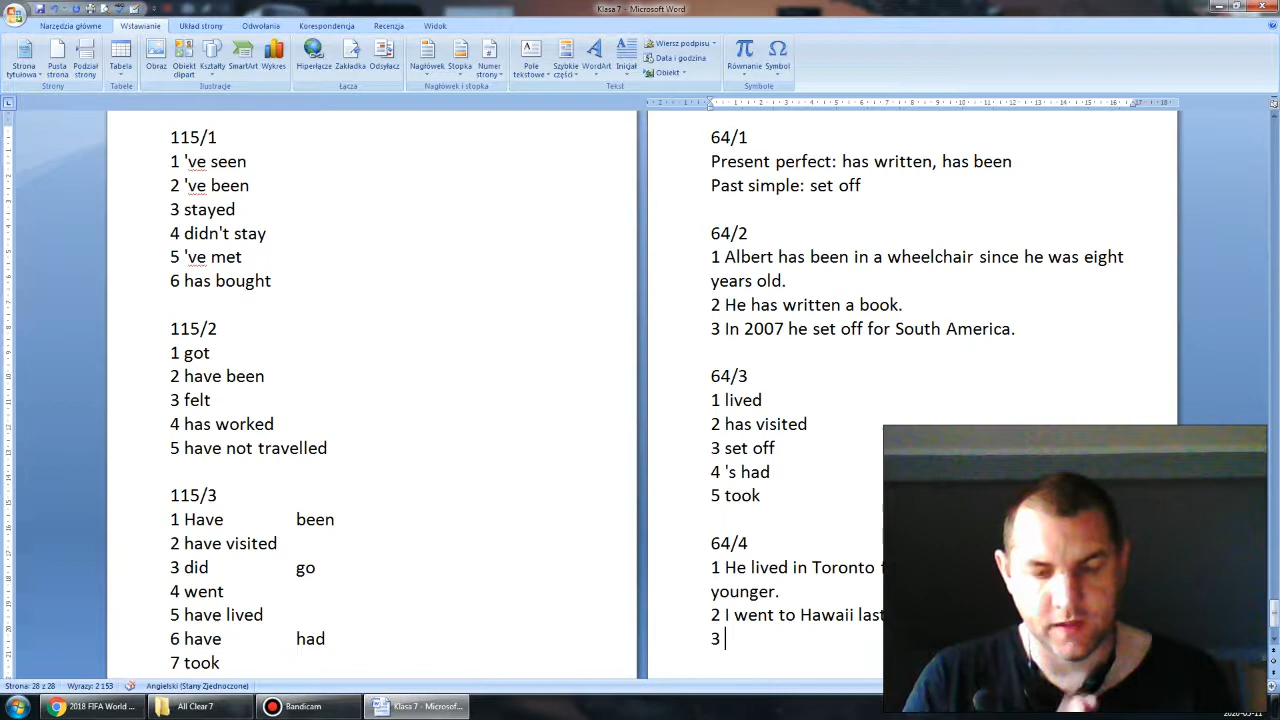 Klasa 7 - Microsoft Word
Narzędzia główne Wstawianie Układ strony Odwołania Korespondencja Recenzja Widok
Strona tytułowa Pusta strona Podział strony Tabela Obraz Obiekt clipart Kształty SmartArt Wykres Hiperłącze Zakładka Odsyłacz Nagłówek Stopka Numer strony Pole tekstowe Szybkie części WordArt Inicjał Wiersz podpisu Data i godzina Obiekt Równanie Symbol
Strony Tabele Ilustracje Łącza Nagłówek i stopka Tekst Symbole
115/1
1 've seen
2 've been
3 stayed
4 didn't stay
5 've met
6 has bought
115/2
1 got
2 have been
3 felt
4 has worked
5 have not travelled
115/3
1 Have been
2 have visited
3 did go
4 went
5 have lived
6 have had
7 took
64/1
Present perfect: has written, has been
Past simple: set off
64/2
1 Albert has been in a wheelchair since he was eight
years old.
2 He has written a book.
3 In 2007 he set off for South America.
64/3
1 lived
2 has visited
3 set off
4 's had
5 took
64/4
1 He lived in Toronto
younger.
2 I went to Hawaii last
3
Strona: 28 z 28 Wyrazy: 2 153 Angielski (Stany Zjednoczone)
2018 FIFA World ... All Clear 7 Bandicam Klasa 7 - Microsof...